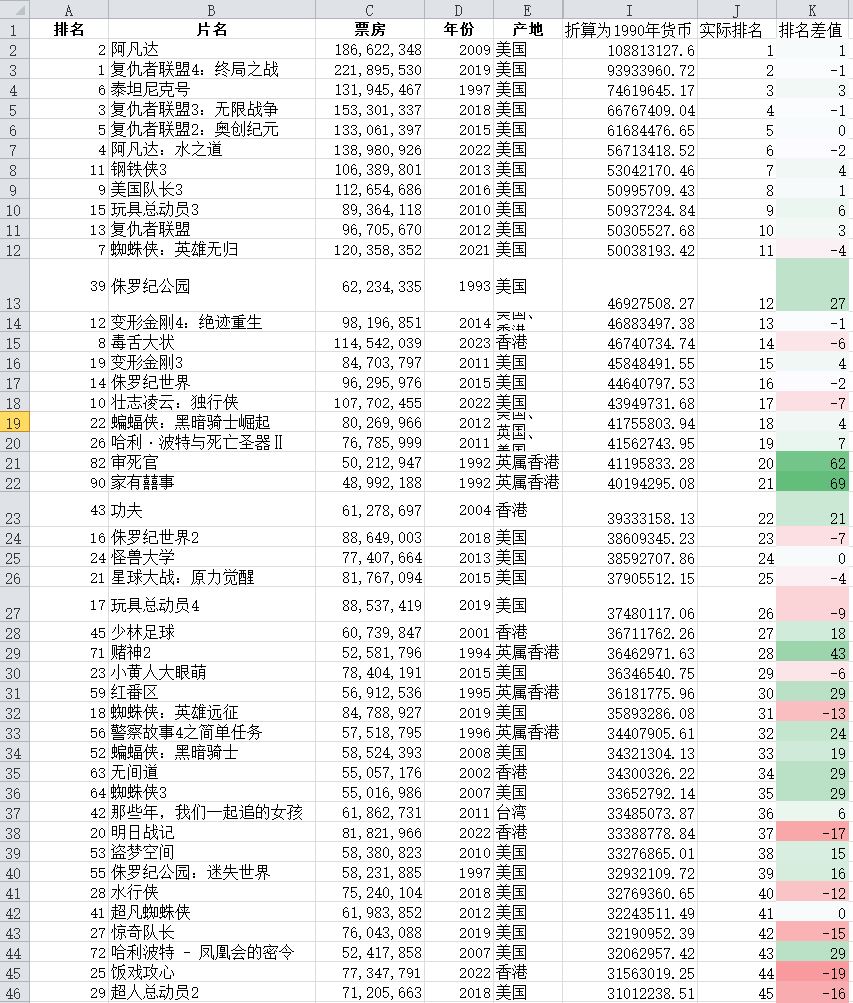 A B C D E I J K
1 排名 片名 票房 年份 产地 折算为1990年货币 实际排名 排名差值
2 2 阿凡达 186,622,348 2009 美国 108813127.6 1 1
3 1 复仇者联盟4：终局之战 221,895,530 2019 美国 93933960.72 2 -1
4 6 泰坦尼克号 131,945,467 1997 美国 74619645.17 3 3
5 3 复仇者联盟3：无限战争 153,301,337 2018 美国 66767409.04 4 -1
6 5 复仇者联盟2：奥创纪元 133,061,397 2015 美国 61684476.65 5 0
7 4 阿凡达：水之道 138,980,926 2022 美国 56713418.52 6 -2
8 11 钢铁侠3 106,389,801 2013 美国 53042170.46 7 4
9 9 美国队长3 112,654,686 2016 美国 50995709.43 8 1
10 15 玩具总动员3 89,364,118 2010 美国 50937234.84 9 6
11 13 复仇者联盟 96,705,670 2012 美国 50305527.68 10 3
12 7 蜘蛛侠：英雄无归 120,358,352 2021 美国 50038193.42 11 -4
13 39 侏罗纪公园 62,234,335 1993 美国 46927508.27 12 27
14 12 变形金刚4：绝迹重生 98,196,851 2014 美国、 46883497.38 13 -1
15 8 毒舌大状 114,542,039 2023 香港 46740734.74 14 -6
16 19 变形金刚3 84,703,797 2011 美国 45848491.55 15 4
17 14 侏罗纪世界 96,295,976 2015 美国 44640797.53 16 -2
18 10 壮志凌云：独行侠 107,702,455 2022 美国 43949731.68 17 -7
19 22 蝙蝠侠：黑暗骑士崛起 80,269,966 2012 美国、 41755803.94 18 4
20 26 哈利·波特与死亡圣器Ⅱ 76,785,999 2011 英国、 41562743.95 19 7
21 82 审死官 50,212,947 1992 英属香港 41195833.28 20 62
22 90 家有囍事 48,992,188 1992 英属香港 40194295.08 21 69
23 43 功夫 61,278,697 2004 香港 39333158.13 22 21
24 16 侏罗纪世界2 88,649,003 2018 美国 38609345.23 23 -7
25 24 怪兽大学 77,407,664 2013 美国 38592707.86 24 0
26 21 星球大战：原力觉醒 81,767,094 2015 美国 37905512.15 25 -4
27 17 玩具总动员4 88,537,419 2019 美国 37480117.06 26 -9
28 45 少林足球 60,739,847 2001 香港 36711762.26 27 18
29 71 赌神2 52,581,796 1994 英属香港 36462971.63 28 43
30 23 小黄人大眼萌 78,404,191 2015 美国 36346540.75 29 -6
31 59 红番区 56,912,536 1995 英属香港 36181775.96 30 29
32 18 蜘蛛侠：英雄远征 84,788,927 2019 美国 35893286.08 31 -13
33 56 警察故事4之简单任务 57,518,795 1996 英属香港 34407905.61 32 24
34 52 蝙蝠侠：黑暗骑士 58,524,393 2008 美国 34321304.13 33 19
35 63 无间道 55,057,176 2002 香港 34300326.22 34 29
36 64 蜘蛛侠3 55,016,986 2007 美国 33652792.14 35 29
37 42 那些年，我们一起追的女孩 61,862,731 2011 台湾 33485073.87 36 6
38 20 明日战记 81,821,966 2022 香港 33388778.84 37 -17
39 53 盗梦空间 58,380,823 2010 美国 33276865.01 38 15
40 55 侏罗纪公园：迷失世界 58,231,885 1997 美国 32932109.72 39 16
41 28 水行侠 75,240,104 2018 美国 32769360.65 40 -12
42 41 超凡蜘蛛侠 61,983,852 2012 美国 32243511.49 41 0
43 27 惊奇队长 76,043,088 2019 美国 32190952.39 42 -15
44 72 哈利波特 - 凤凰会的密令 52,417,858 2007 美国 32062957.42 43 29
45 25 饭戏攻心 77,347,791 2022 香港 31563019.25 44 -19
46 29 超人总动员2 71,205,663 2018 美国 31012238.51 45 -16